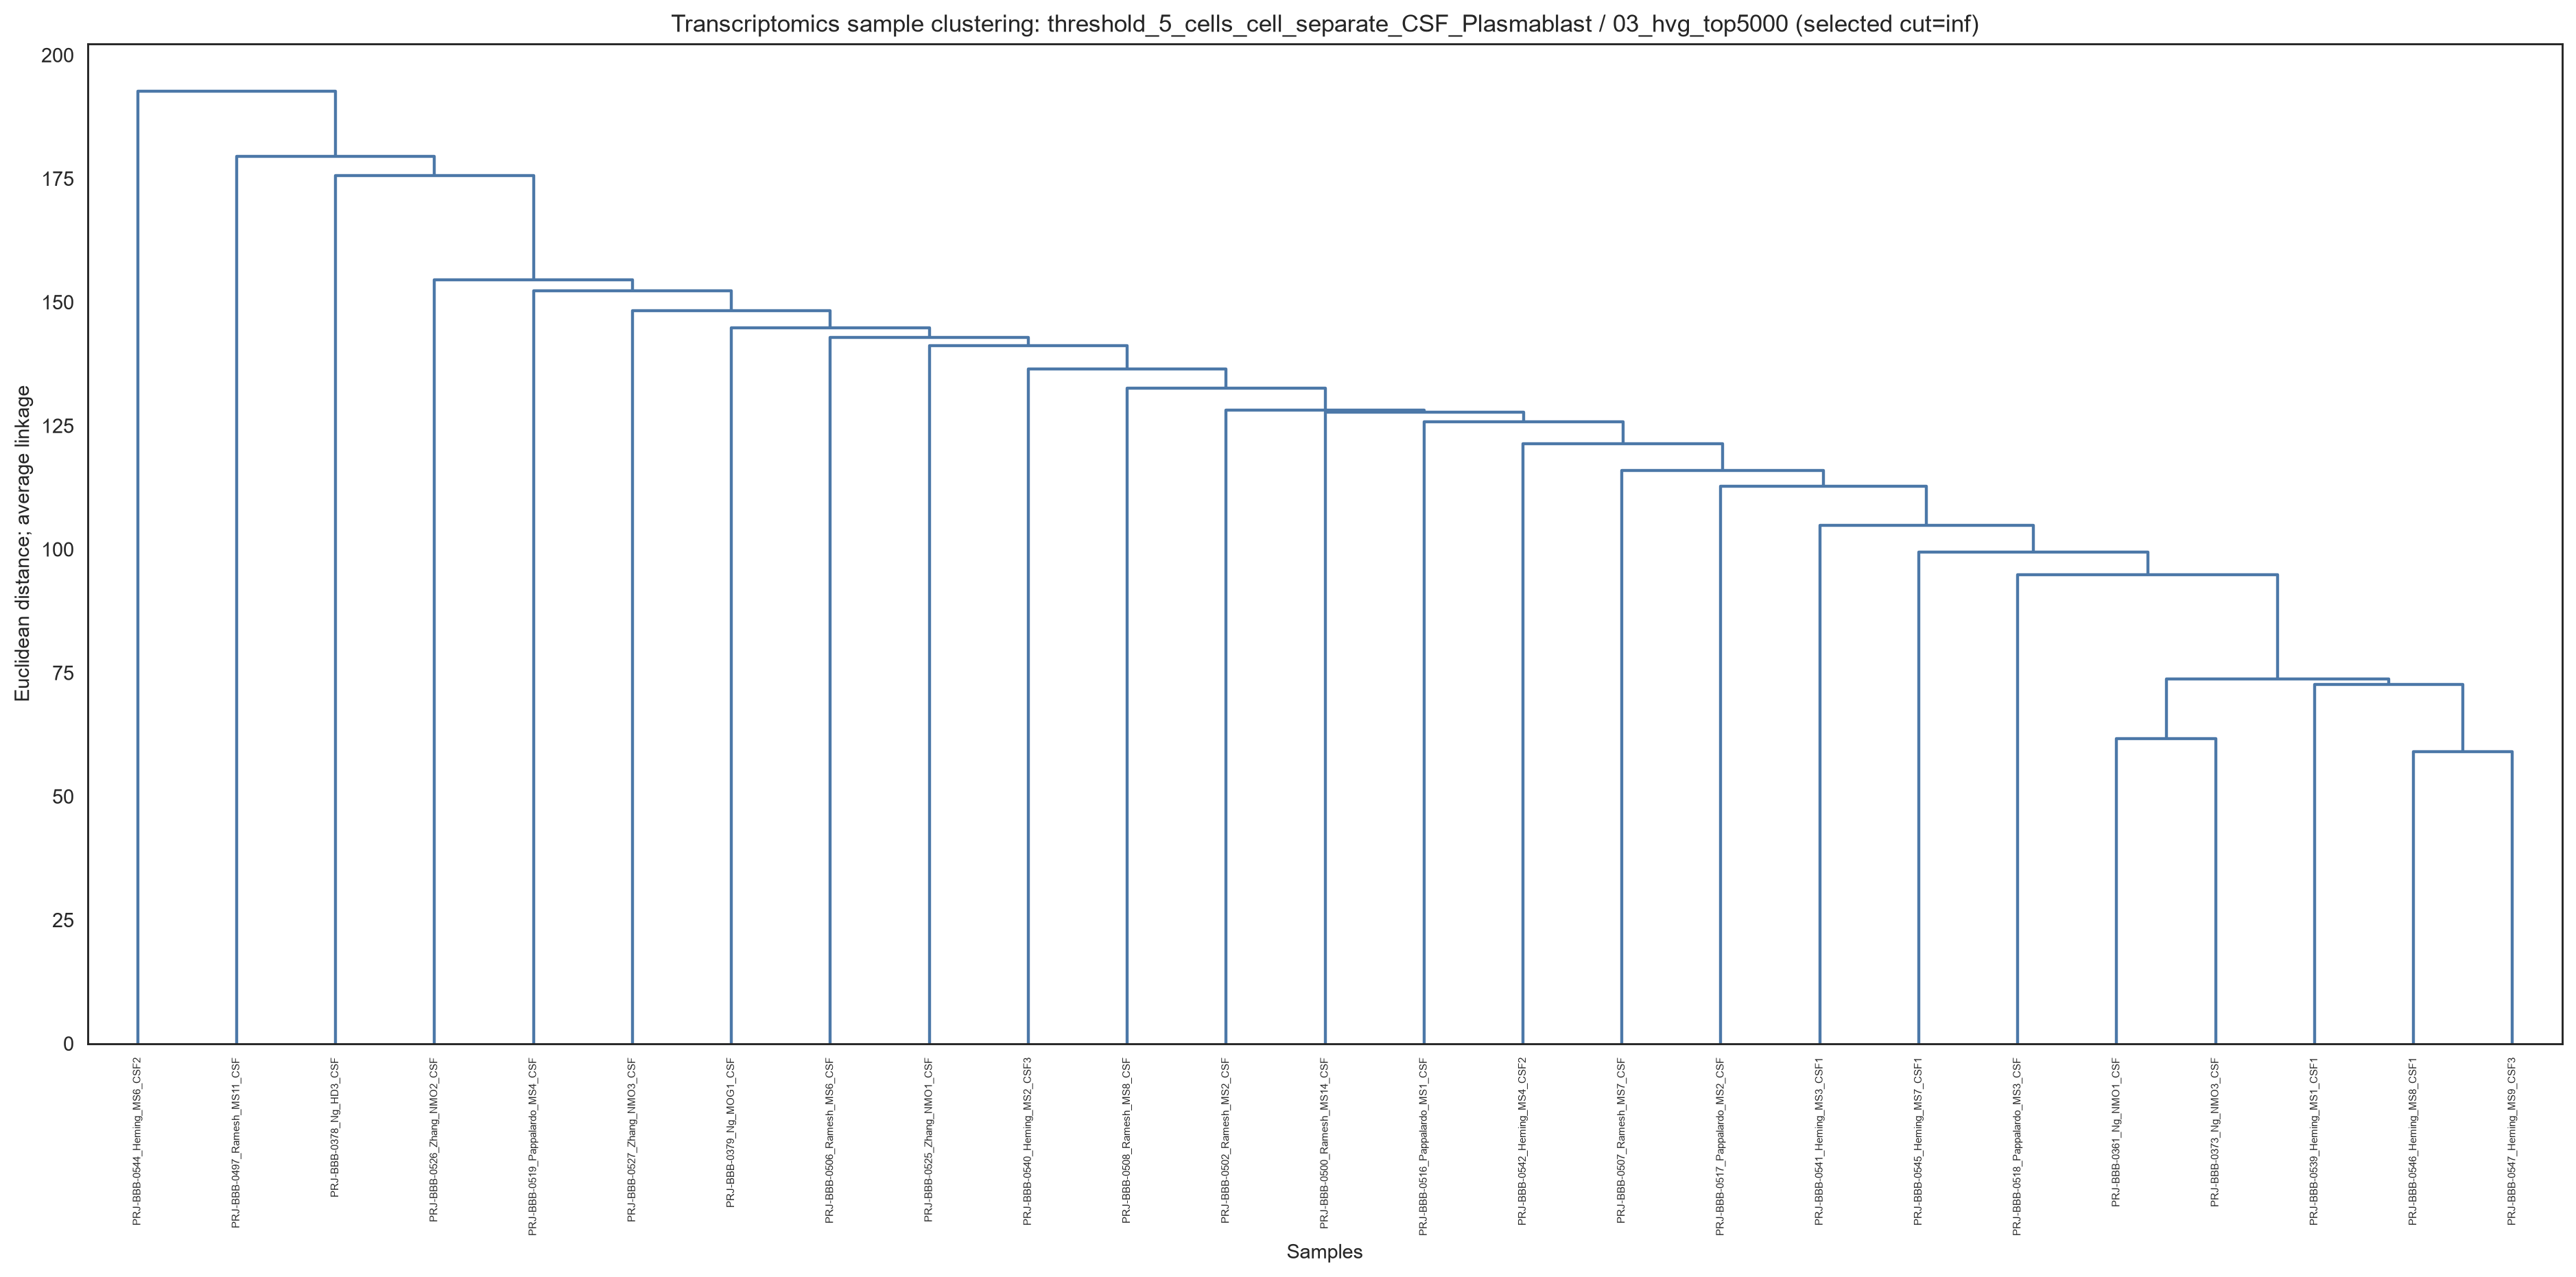 Transcriptomics sample clustering: threshold_5_cells_cell_separate_CSF_Plasmablast / 03_hvg_top5000 (selected cut=inf)
Euclidean distance; average linkage
200
175
150
125
100
75
50
25
0
PRJ-BBB-0544_Heming_MS6_CSF2
PRJ-BBB-0497_Ramesh_MS11_CSF
PRJ-BBB-0378_Ng_HD3_CSF
PRJ-BBB-0526_Zhang_NMO2_CSF
PRJ-BBB-0519_Pappalardo_MS4_CSF
PRJ-BBB-0527_Zhang_NMO3_CSF
PRJ-BBB-0379_Ng_MOG1_CSF
PRJ-BBB-0506_Ramesh_MS6_CSF
PRJ-BBB-0525_Zhang_NMO1_CSF
PRJ-BBB-0540_Heming_MS2_CSF3
PRJ-BBB-0508_Ramesh_MS8_CSF
PRJ-BBB-0502_Ramesh_MS2_CSF
PRJ-BBB-0500_Ramesh_MS14_CSF
PRJ-BBB-0516_Pappalardo_MS1_CSF
PRJ-BBB-0542_Heming_MS4_CSF2
PRJ-BBB-0507_Ramesh_MS7_CSF
PRJ-BBB-0517_Pappalardo_MS2_CSF
PRJ-BBB-0541_Heming_MS3_CSF1
PRJ-BBB-0545_Heming_MS7_CSF1
PRJ-BBB-0518_Pappalardo_MS3_CSF
PRJ-BBB-0361_Ng_NMO1_CSF
PRJ-BBB-0373_Ng_NMO3_CSF
PRJ-BBB-0539_Heming_MS1_CSF1
PRJ-BBB-0546_Heming_MS8_CSF1
PRJ-BBB-0547_Heming_MS9_CSF3
Samples